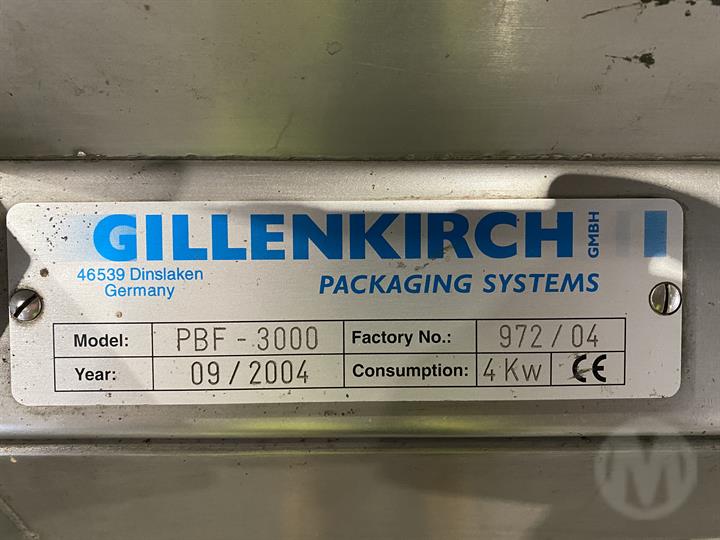 GILLENKIRCH GMBH
46539 Dinslaken
Germany
PACKAGING SYSTEMS
Model: PBF - 3000 Factory No.: 972 / 04
Year: 09 / 2004 Consumption: 4 Kw CE
M